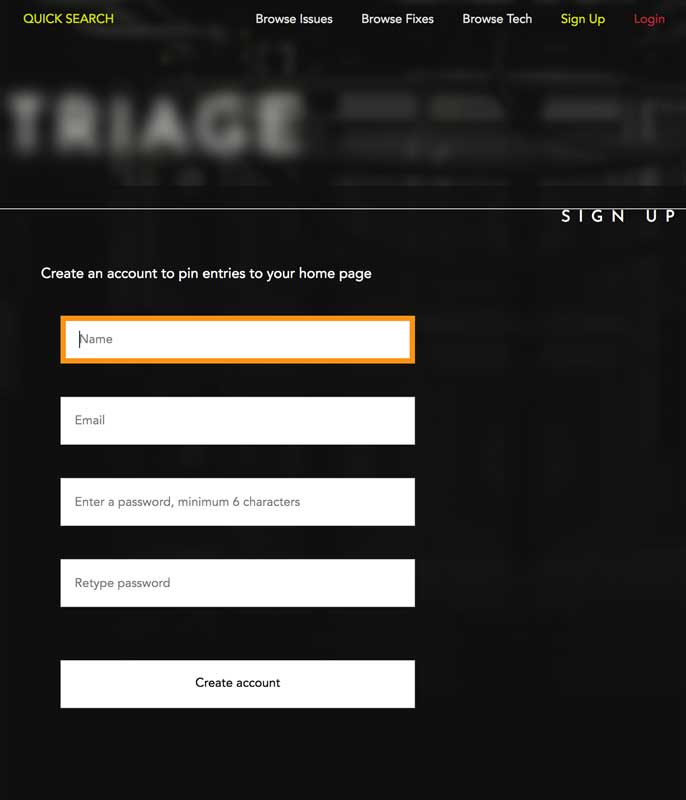 QUICK SEARCH Browse Issues Browse Fixes Browse Tech Sign Up Login
TRIAGE
SIGN UP
Create an account to pin entries to your home page
Name
Email
Enter a password, minimum 6 characters
Retype password
Create account